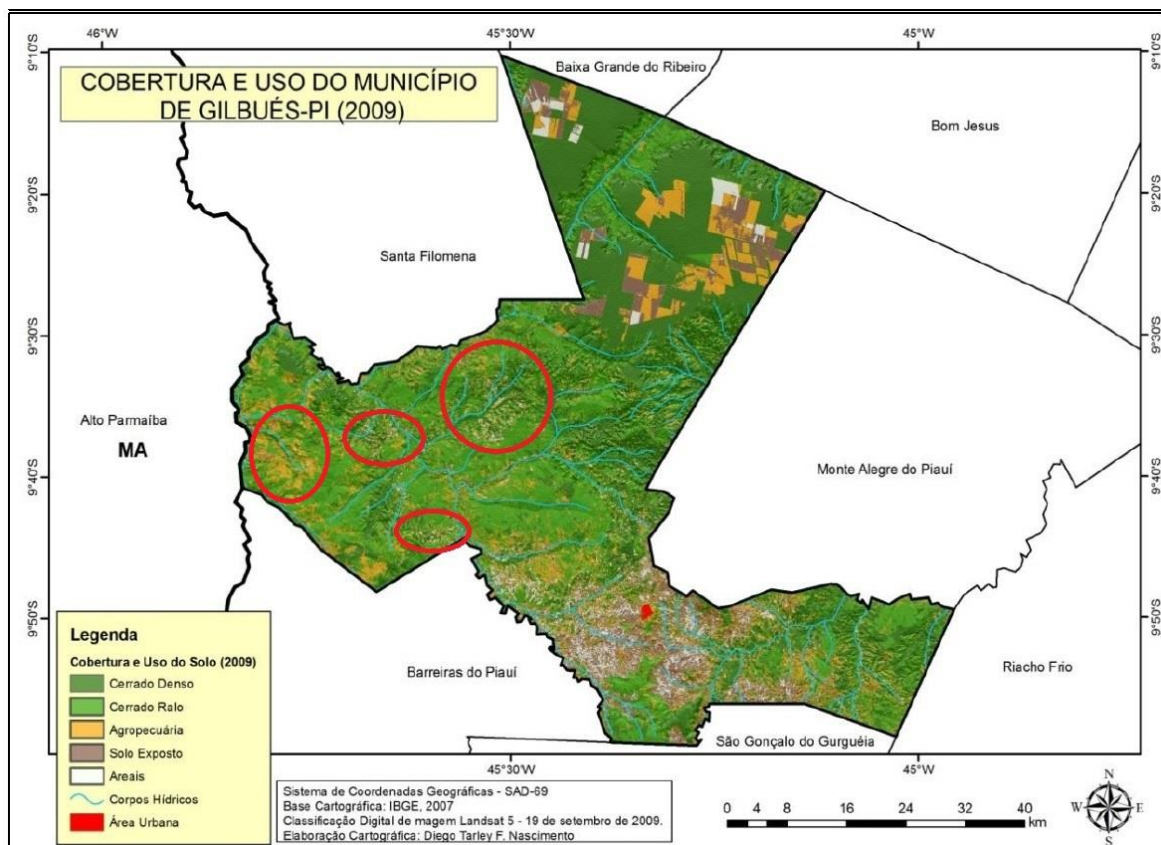 46°W
45°30'W
45°W
9°10'S
9°10'S
COBERTURA E USO DO MUNICÍPIO
DE GILBUÉS-PI (2009)
Baixa Grande do Ribeiro
Bom Jesus
9°20'S
9°20'S
Santa Filomena
9°30'S
9°30'S
Alto Parmaíba
MA
Monte Alegre do Piauí
9°40'S
9°40'S
9°50'S
9°50'S
Barreiras do Piauí
Riacho Frio
São Gonçalo do Gurguéia
Legenda
Cobertura e Uso do Solo (2009)
Cerrado Denso
Cerrado Ralo
Agropecuária
Solo Exposto
Areais
Corpos Hídricos
Área Urbana
45°30'W
45°W
Sistema de Coordenadas Geográficas - SAD-69
Base Cartográfica: IBGE, 2007
Classificação Digital de magem Landsat 5 - 19 de setembro de 2009.
Elaboração Cartográfica: Diego Tarley F. Nascimento
0 4 8 16 24 32 40
km
N
W E
S